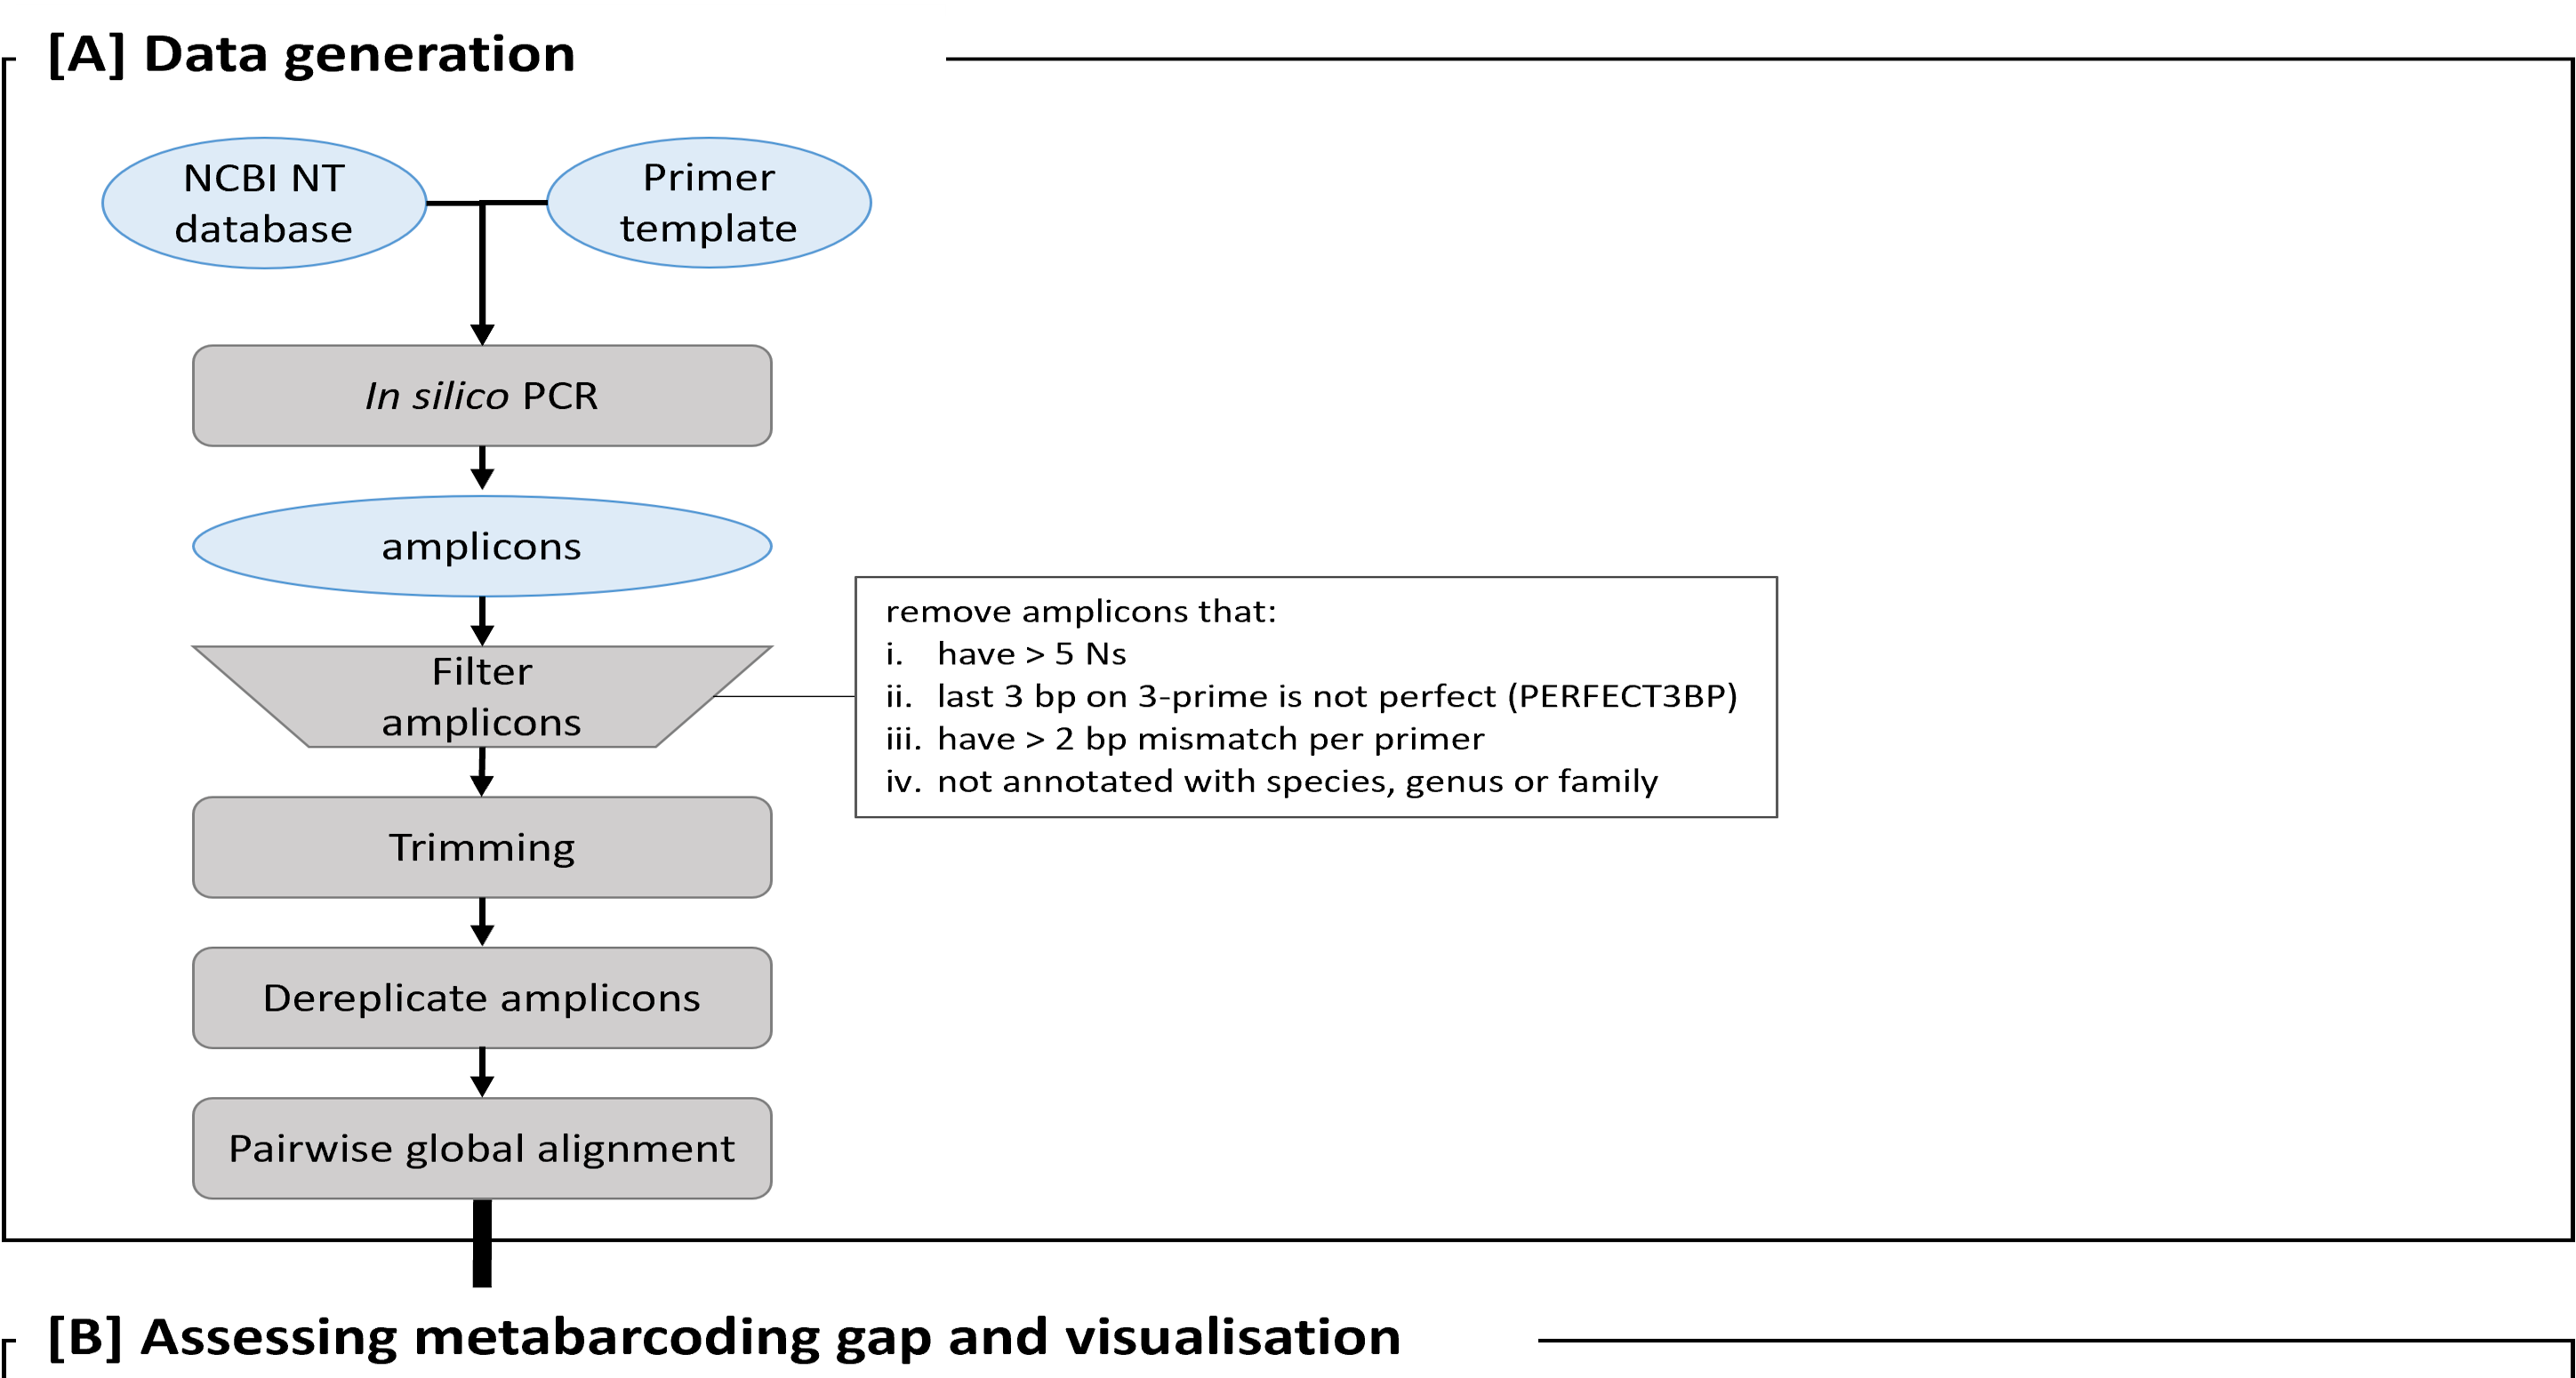 [A] Data generation
NCBI NT
database
Primer
template
In silico PCR
amplicons
Filter
amplicons
remove amplicons that:
i. have > 5 Ns
ii. last 3 bp on 3-prime is not perfect (PERFECT3BP)
iii. have > 2 bp mismatch per primer
iv. not annotated with species, genus or family
Trimming
Dereplicate amplicons
Pairwise global alignment
[B] Assessing metabarcoding gap and visualisation